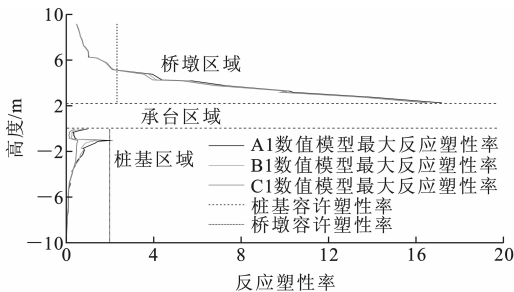 10
6
2
-2
-6
-10
高度/m
桥墩区域
承台区域
桩基区域
A1数值模型最大反应塑性率
B1数值模型最大反应塑性率
C1数值模型最大反应塑性率
桩基容许塑性率
桥墩容许塑性率
0 4 8 12 16 20
反应塑性率